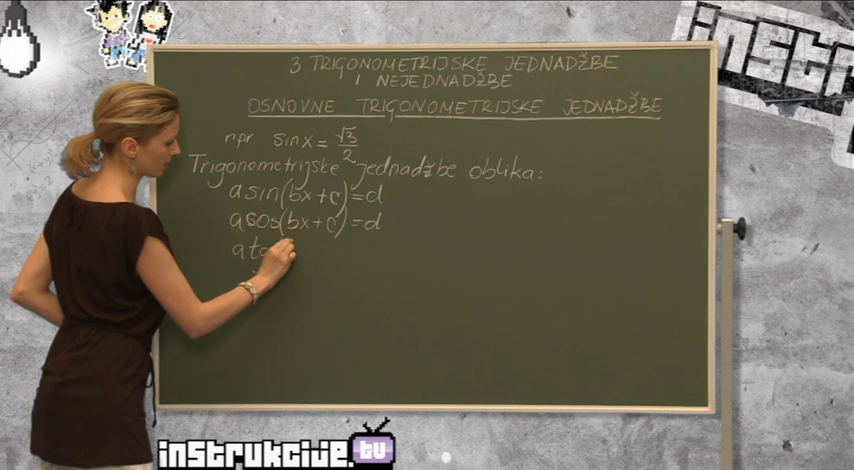 3 TRIGONOMETRIJSKE JEDNADŽBE
I NEJEDNADŽBE
OSNOVNE TRIGONOMETRIJSKE JEDNADŽBE
npr. sin x = √3/2
Trigonometrijske jednadžbe oblika:
a sin(bx+c)=d
a cos(bx+c)=d
a t
instrukcije.tv